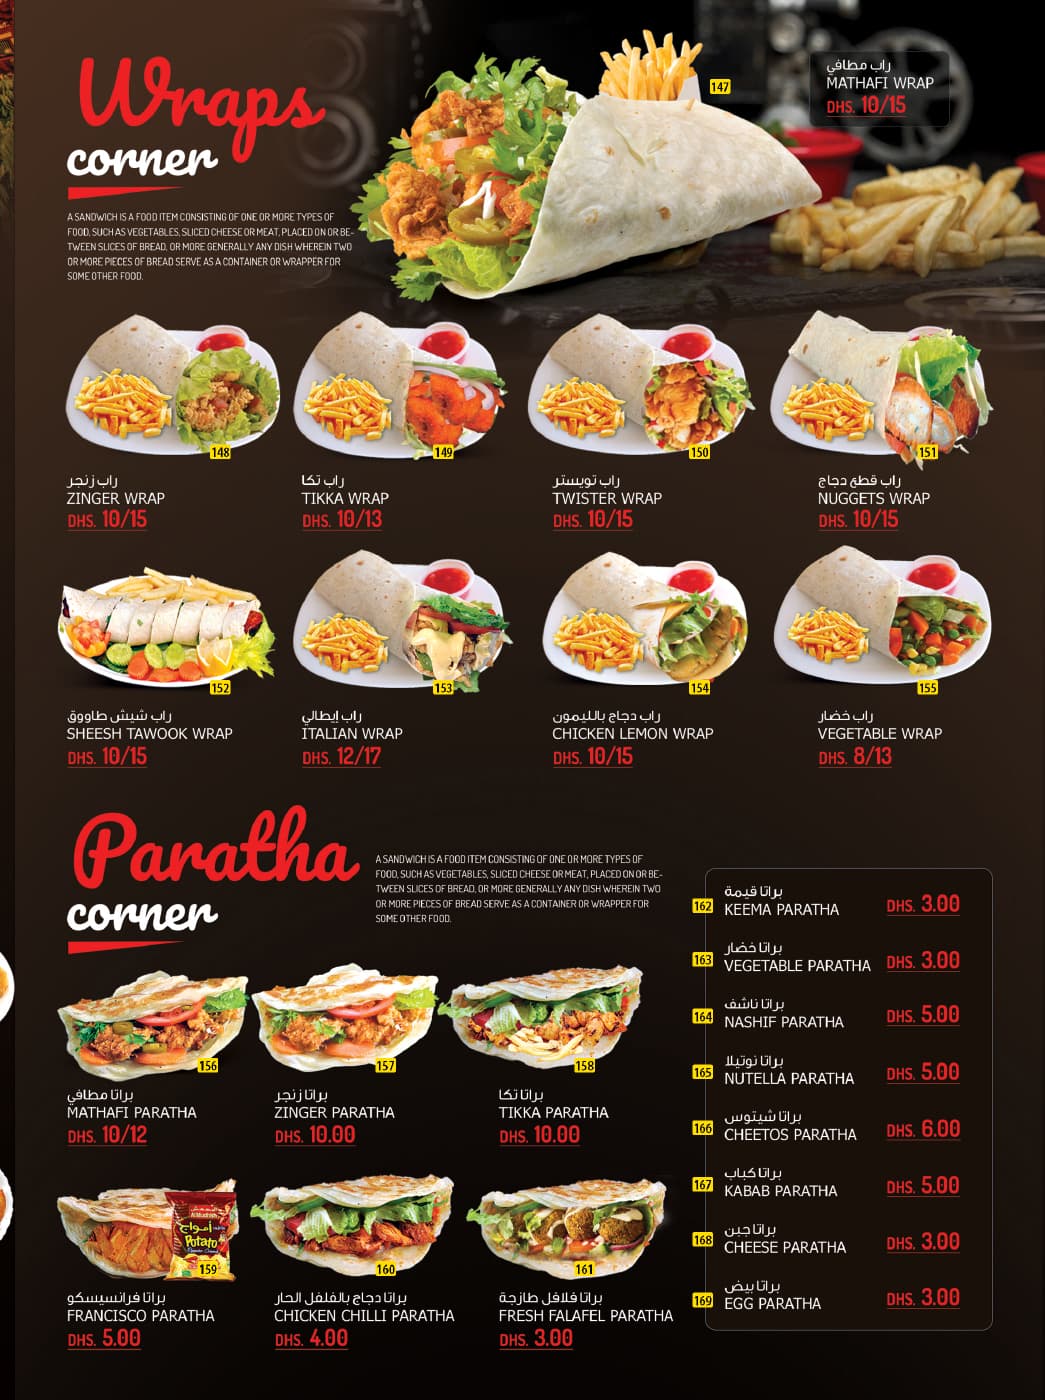 Wraps
corner
A SANDWICH IS A FOOD ITEM CONSISTING OF ONE OR MORE TYPES OF
FOOD, SUCH AS VEGETABLES, SLICED CHEESE OR MEAT, PLACED ON OR BE-
TWEEN SLICES OF BREAD, OR MORE GENERALLY ANY DISH WHEREIN TWO
OR MORE PIECES OF BREAD SERVE AS A CONTAINER OR WRAPPER FOR
SOME OTHER FOOD.
147
راب مطافي
MATHAFI WRAP
DHS. 10/15
148
راب زنجر
ZINGER WRAP
DHS. 10/15
149
راب تكا
TIKKA WRAP
DHS. 10/13
150
راب تويستر
TWISTER WRAP
DHS. 10/15
151
راب قطع دجاج
NUGGETS WRAP
DHS. 10/15
152
راب شيش طاووق
SHEESH TAWOOK WRAP
DHS. 10/15
153
راب إيطالي
ITALIAN WRAP
DHS. 12/17
154
راب دجاج بالليمون
CHICKEN LEMON WRAP
DHS. 10/15
155
راب خضار
VEGETABLE WRAP
DHS. 8/13
Paratha
corner
A SANDWICH IS A FOOD ITEM CONSISTING OF ONE OR MORE TYPES OF
FOOD, SUCH AS VEGETABLES, SLICED CHEESE OR MEAT, PLACED ON OR BE-
TWEEN SLICES OF BREAD, OR MORE GENERALLY ANY DISH WHEREIN TWO
OR MORE PIECES OF BREAD SERVE AS A CONTAINER OR WRAPPER FOR
SOME OTHER FOOD.
156
براتا مطافي
MATHAFI PARATHA
DHS. 10/12
157
براتا زنجر
ZINGER PARATHA
DHS. 10.00
158
براتا تكا
TIKKA PARATHA
DHS. 10.00
أمواج
Potato
159
براتا فرانسيسكو
FRANCISCO PARATHA
DHS. 5.00
160
براتا دجاج بالفلفل الحار
CHICKEN CHILLI PARATHA
DHS. 4.00
161
براتا فلافل طازجة
FRESH FALAFEL PARATHA
DHS. 3.00
162
براتا قيمة
KEEMA PARATHA
DHS. 3.00
163
براتا خضار
VEGETABLE PARATHA
DHS. 3.00
164
براتا ناشف
NASHIF PARATHA
DHS. 5.00
165
براتا نوتيلا
NUTELLA PARATHA
DHS. 5.00
166
براتا شيتوس
CHEETOS PARATHA
DHS. 6.00
167
براتا كباب
KABAB PARATHA
DHS. 5.00
168
براتا جبن
CHEESE PARATHA
DHS. 3.00
169
براتا بيض
EGG PARATHA
DHS. 3.00